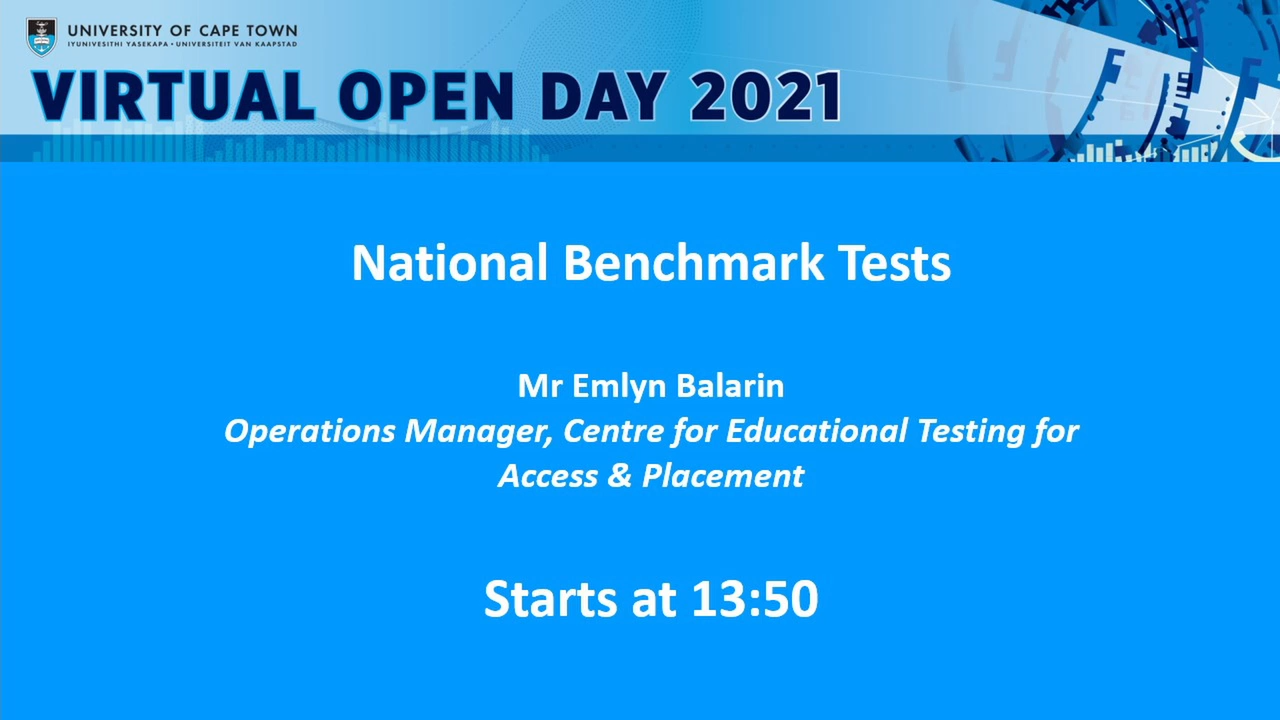 UNIVERSITY OF CAPE TOWN
IYUNIVESITHI YASEKAPA • UNIVERSITEIT VAN KAAPSTAD
VIRTUAL OPEN DAY 2021
National Benchmark Tests
Mr Emlyn Balarin
Operations Manager, Centre for Educational Testing for
Access & Placement
Starts at 13:50